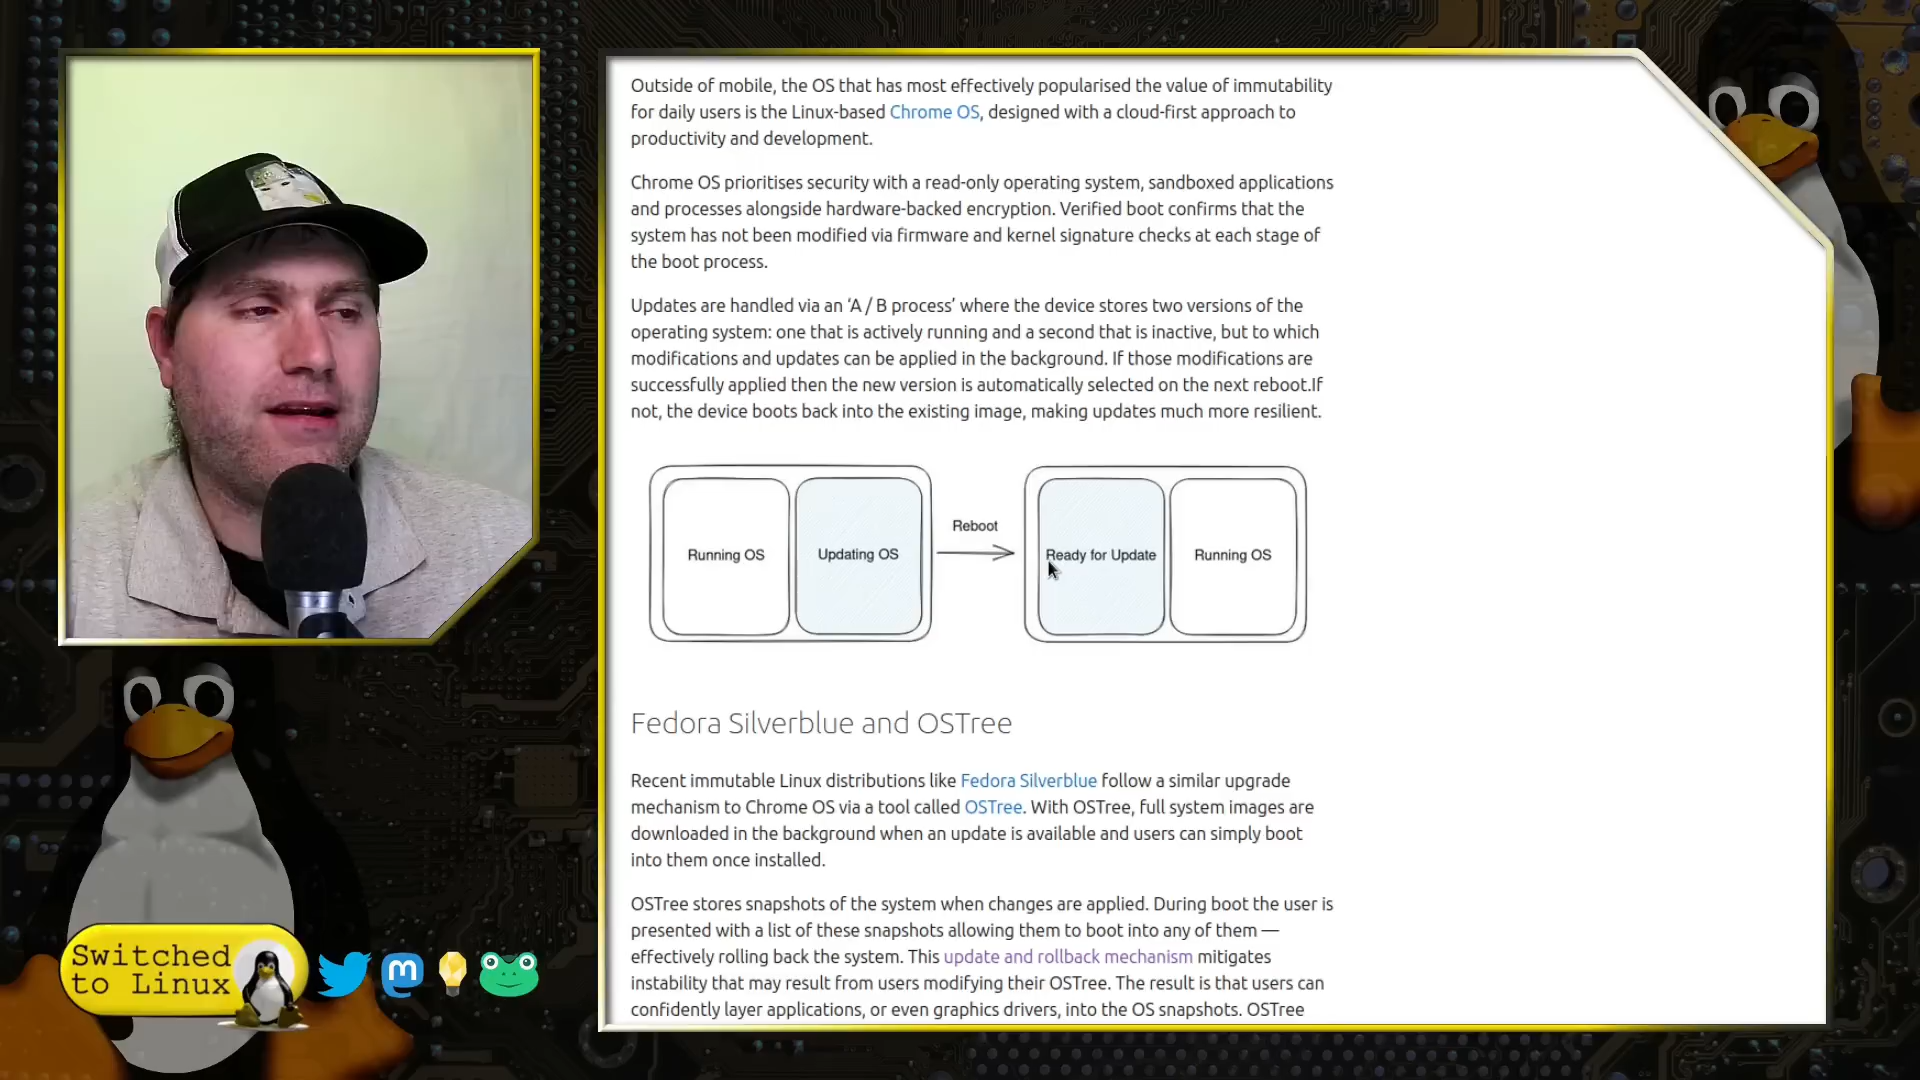 Outside of mobile, the OS that has most effectively popularised the value of immutability
for daily users is the Linux-based Chrome OS, designed with a cloud-first approach to
productivity and development.
Chrome OS prioritises security with a read-only operating system, sandboxed applications
and processes alongside hardware-backed encryption. Verified boot confirms that the
system has not been modified via firmware and kernel signature checks at each stage of
the boot process.
Updates are handled via an ‘A / B process’ where the device stores two versions of the
operating system: one that is actively running and a second that is inactive, but to which
modifications and updates can be applied in the background. If those modifications are
successfully applied then the new version is automatically selected on the next reboot.If
not, the device boots back into the existing image, making updates much more resilient.
Running OS
Updating OS
Reboot
Ready for Update
Running OS
Fedora Silverblue and OSTree
Recent immutable Linux distributions like Fedora Silverblue follow a similar upgrade
mechanism to Chrome OS via a tool called OSTree. With OSTree, full system images are
downloaded in the background when an update is available and users can simply boot
into them once installed.
OSTree stores snapshots of the system when changes are applied. During boot the user is
presented with a list of these snapshots allowing them to boot into any of them —
effectively rolling back the system. This update and rollback mechanism mitigates
instability that may result from users modifying their OSTree. The result is that users can
confidently layer applications, or even graphics drivers, into the OS snapshots. OSTree
Switched
to Linux